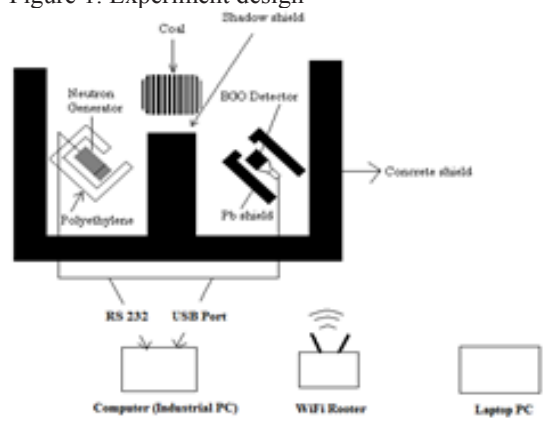 Figure 1. Experiment design
Shadow shield
Coal
Neutron
Generator
BGO Detector
Concrete shield
Polyethylene
Pb shield
RS 232
USB Port
Computer (Industrial PC)
WiFi Rooter
Laptop PC